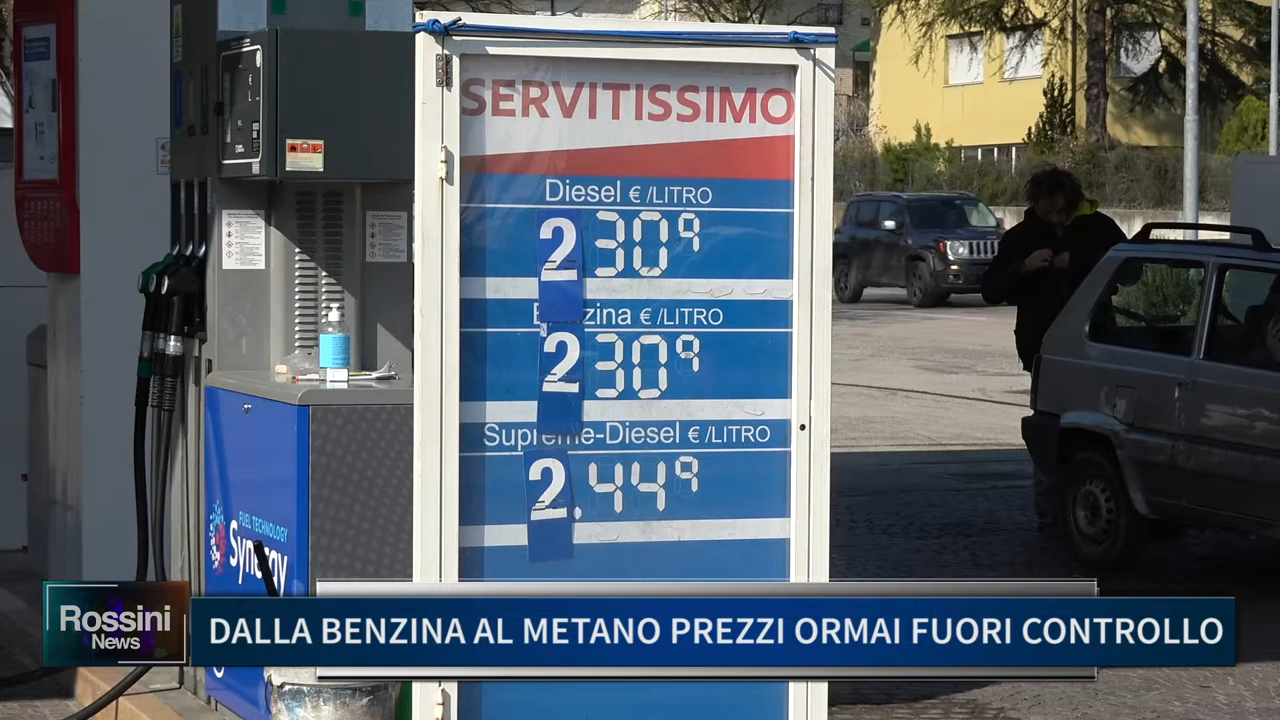 SERVITISSIMO
Diesel € /LITRO
2 30⁹
Benzina € /LITRO
2 30⁹
Supreme-Diesel € /LITRO
2.44⁹
FUEL TECHNOLOGY
Synergy
Rossini
News
DALLA BENZINA AL METANO PREZZI ORMAI FUORI CONTROLLO